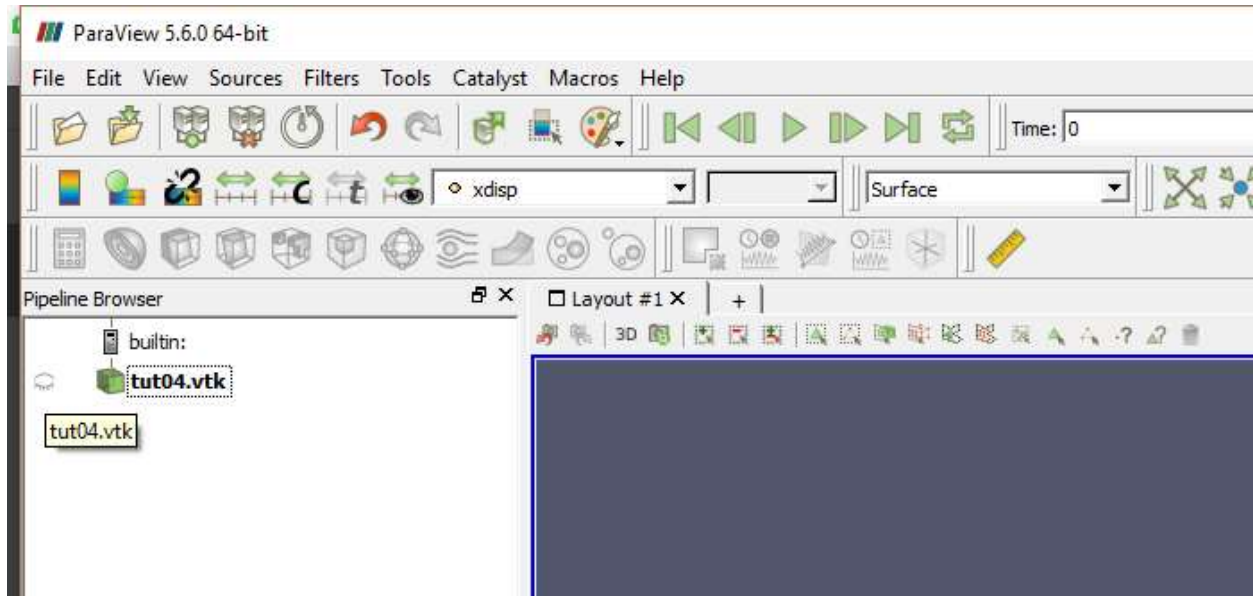 ParaView 5.6.0 64-bit
File Edit View Sources Filters Tools Catalyst Macros Help
Time: 0
xdisp Surface
Pipeline Browser
Layout #1
3D
builtin:
tut04.vtk
tut04.vtk